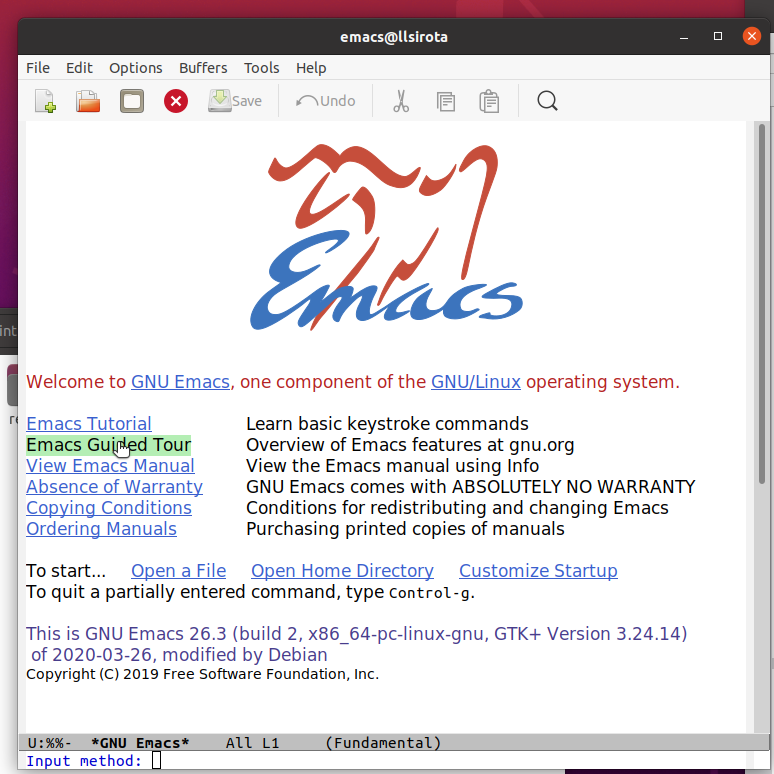 emacs@llsirota
File Edit Options Buffers Tools Help
Save Undo
Emacs
Welcome to GNU Emacs, one component of the GNU/Linux operating system.
Emacs Tutorial Learn basic keystroke commands
Emacs Guided Tour Overview of Emacs features at gnu.org
View Emacs Manual View the Emacs manual using Info
Absence of Warranty GNU Emacs comes with ABSOLUTELY NO WARRANTY
Copying Conditions Conditions for redistributing and changing Emacs
Ordering Manuals Purchasing printed copies of manuals
To start... Open a File Open Home Directory Customize Startup
To quit a partially entered command, type Control-g.
This is GNU Emacs 26.3 (build 2, x86_64-pc-linux-gnu, GTK+ Version 3.24.14)
of 2020-03-26, modified by Debian
Copyright (C) 2019 Free Software Foundation, Inc.
U:%%- *GNU Emacs* All L1 (Fundamental)
Input method: